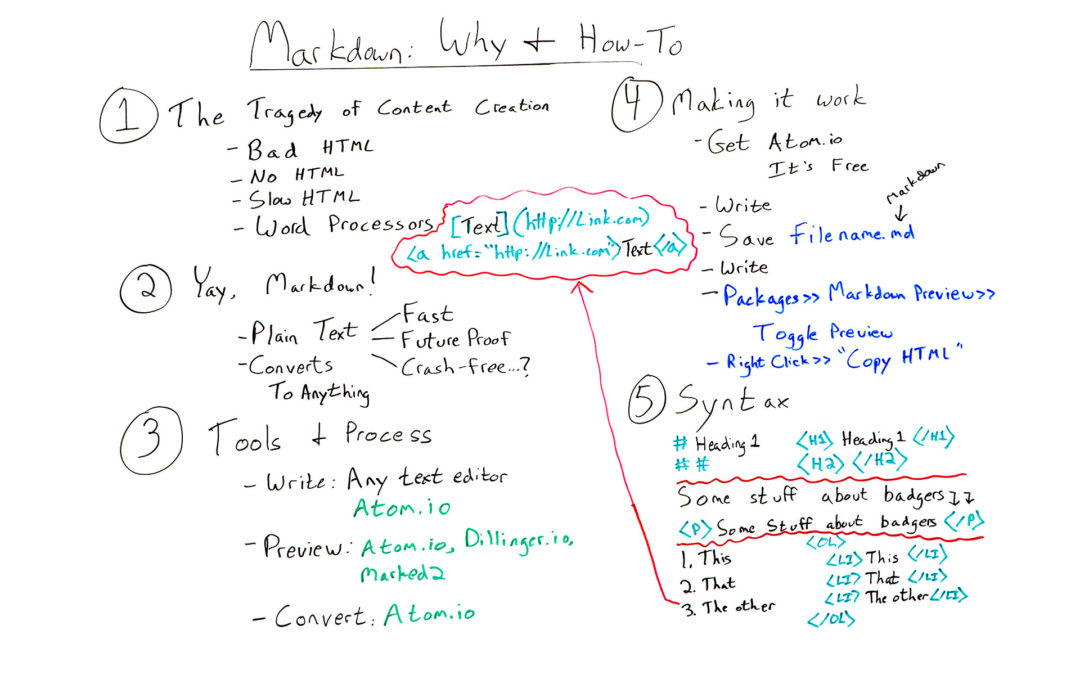 Markdown: Why + How-To
1 The Tragedy of Content Creation
- Bad HTML
- No HTML
- Slow HTML
- Word Processors
[Text](http://Link.com)
<a href="http://Link.com">Text</a>
2 Yay, Markdown!
- Plain Text
Fast
Future Proof
Crash-free...?
- Converts
To Anything
3 Tools + Process
- Write: Any text editor
Atom.io
- Preview: Atom.io, Dillinger.io,
Marked2
- Convert: Atom.io
4 Making it work
- Get Atom.io
It's Free
- Write
Markdown
- Save Filename.md
- Write
- Packages>> Markdown Preview>>
Toggle Preview
- Right Click>> "Copy HTML"
5 Syntax
# Heading 1 <H1> Heading 1 </H1>
## <H2> </H2>
Some stuff about badgers ↓↓
<P> Some Stuff about badgers </P>
<OL>
1. This <LI> This </LI>
2. That <LI> That </LI>
3. The other <LI> The other </LI>
</OL>